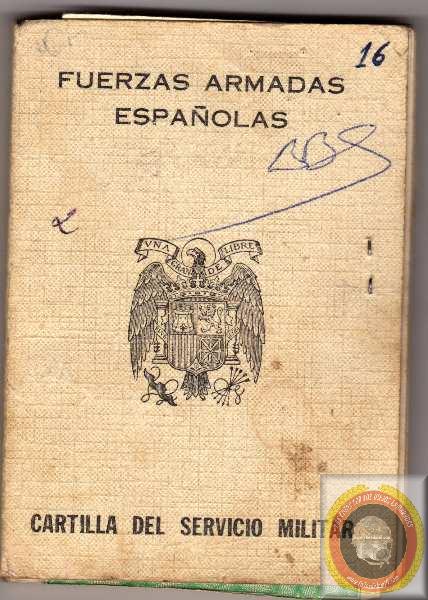 16
FUERZAS ARMADAS
ESPAÑOLAS
VNA GRANDE LIBRE
CARTILLA DEL SERVICIO MILITAR